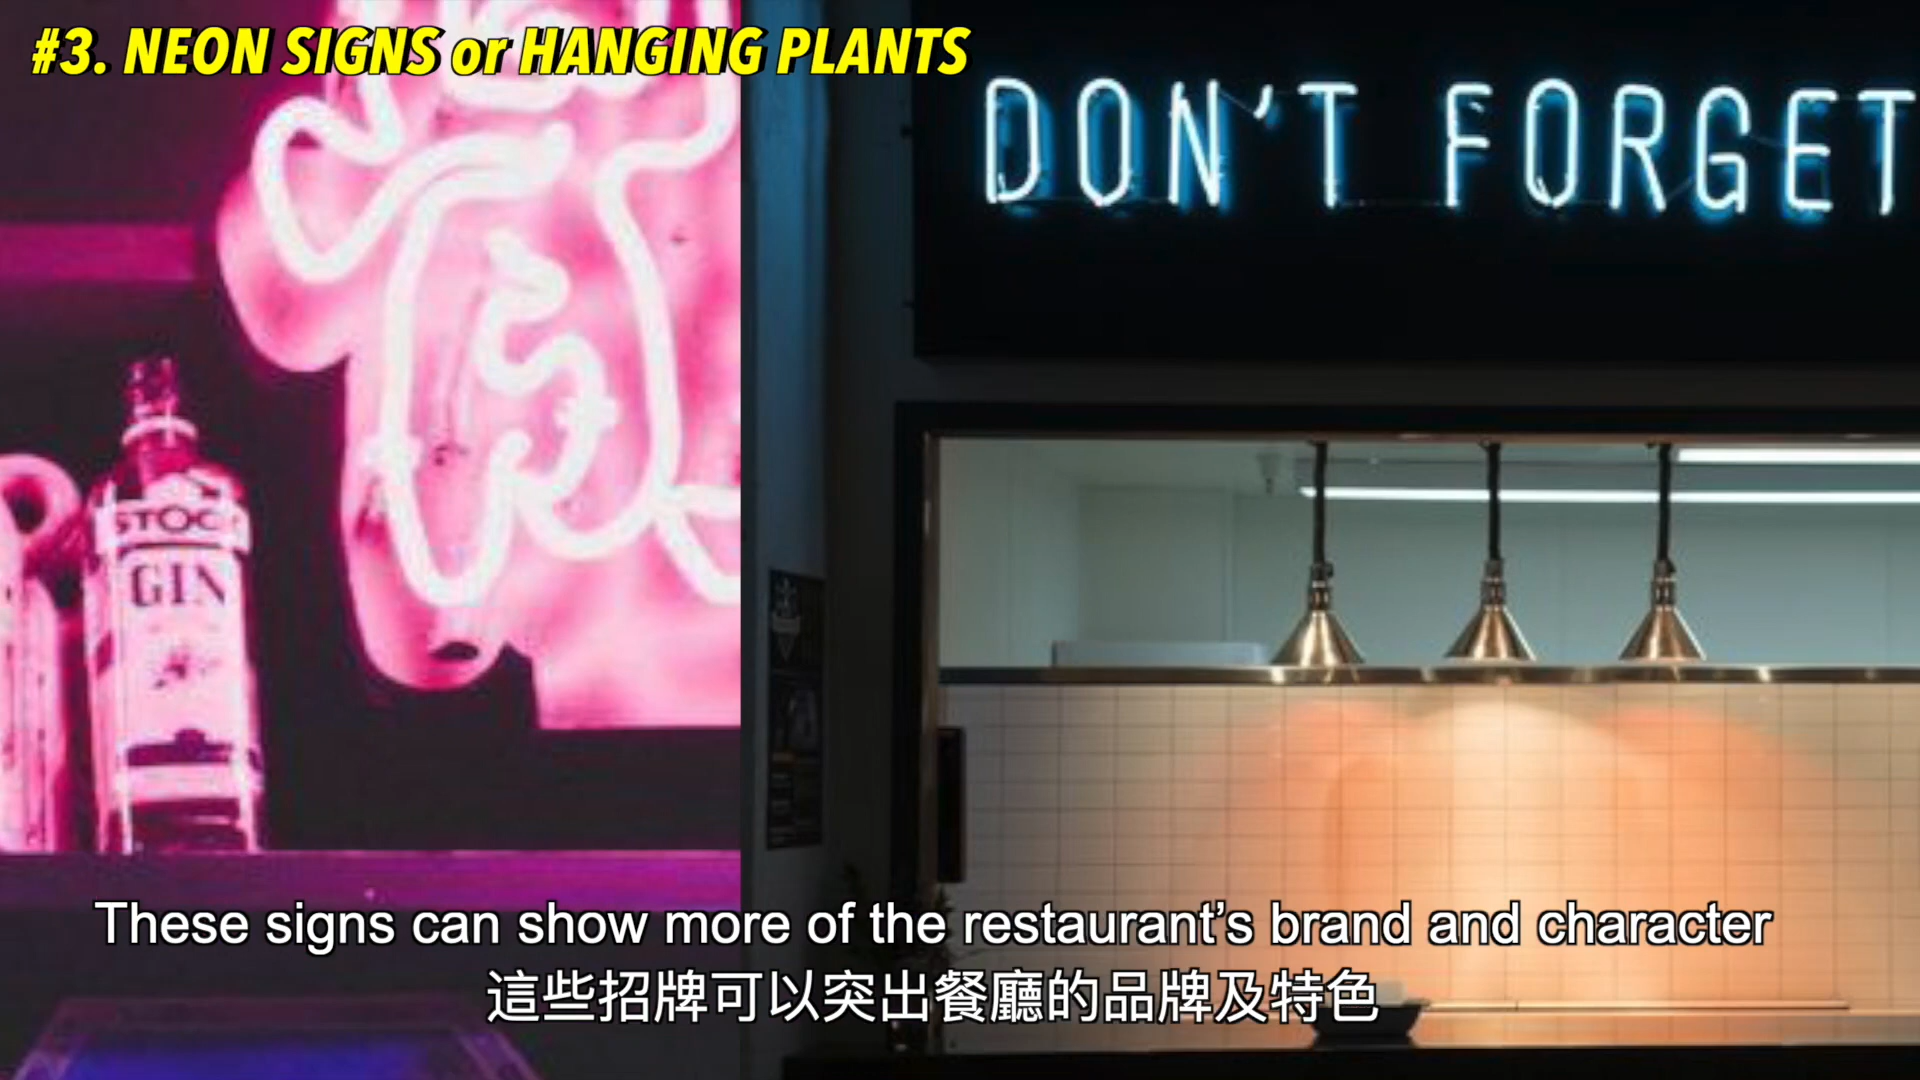 #3. NEON SIGNS or HANGING PLANTS
DON'T FORGET
STOCK
GIN
These signs can show more of the restaurant's brand and character
這些招牌可以突出餐廳的品牌及特色